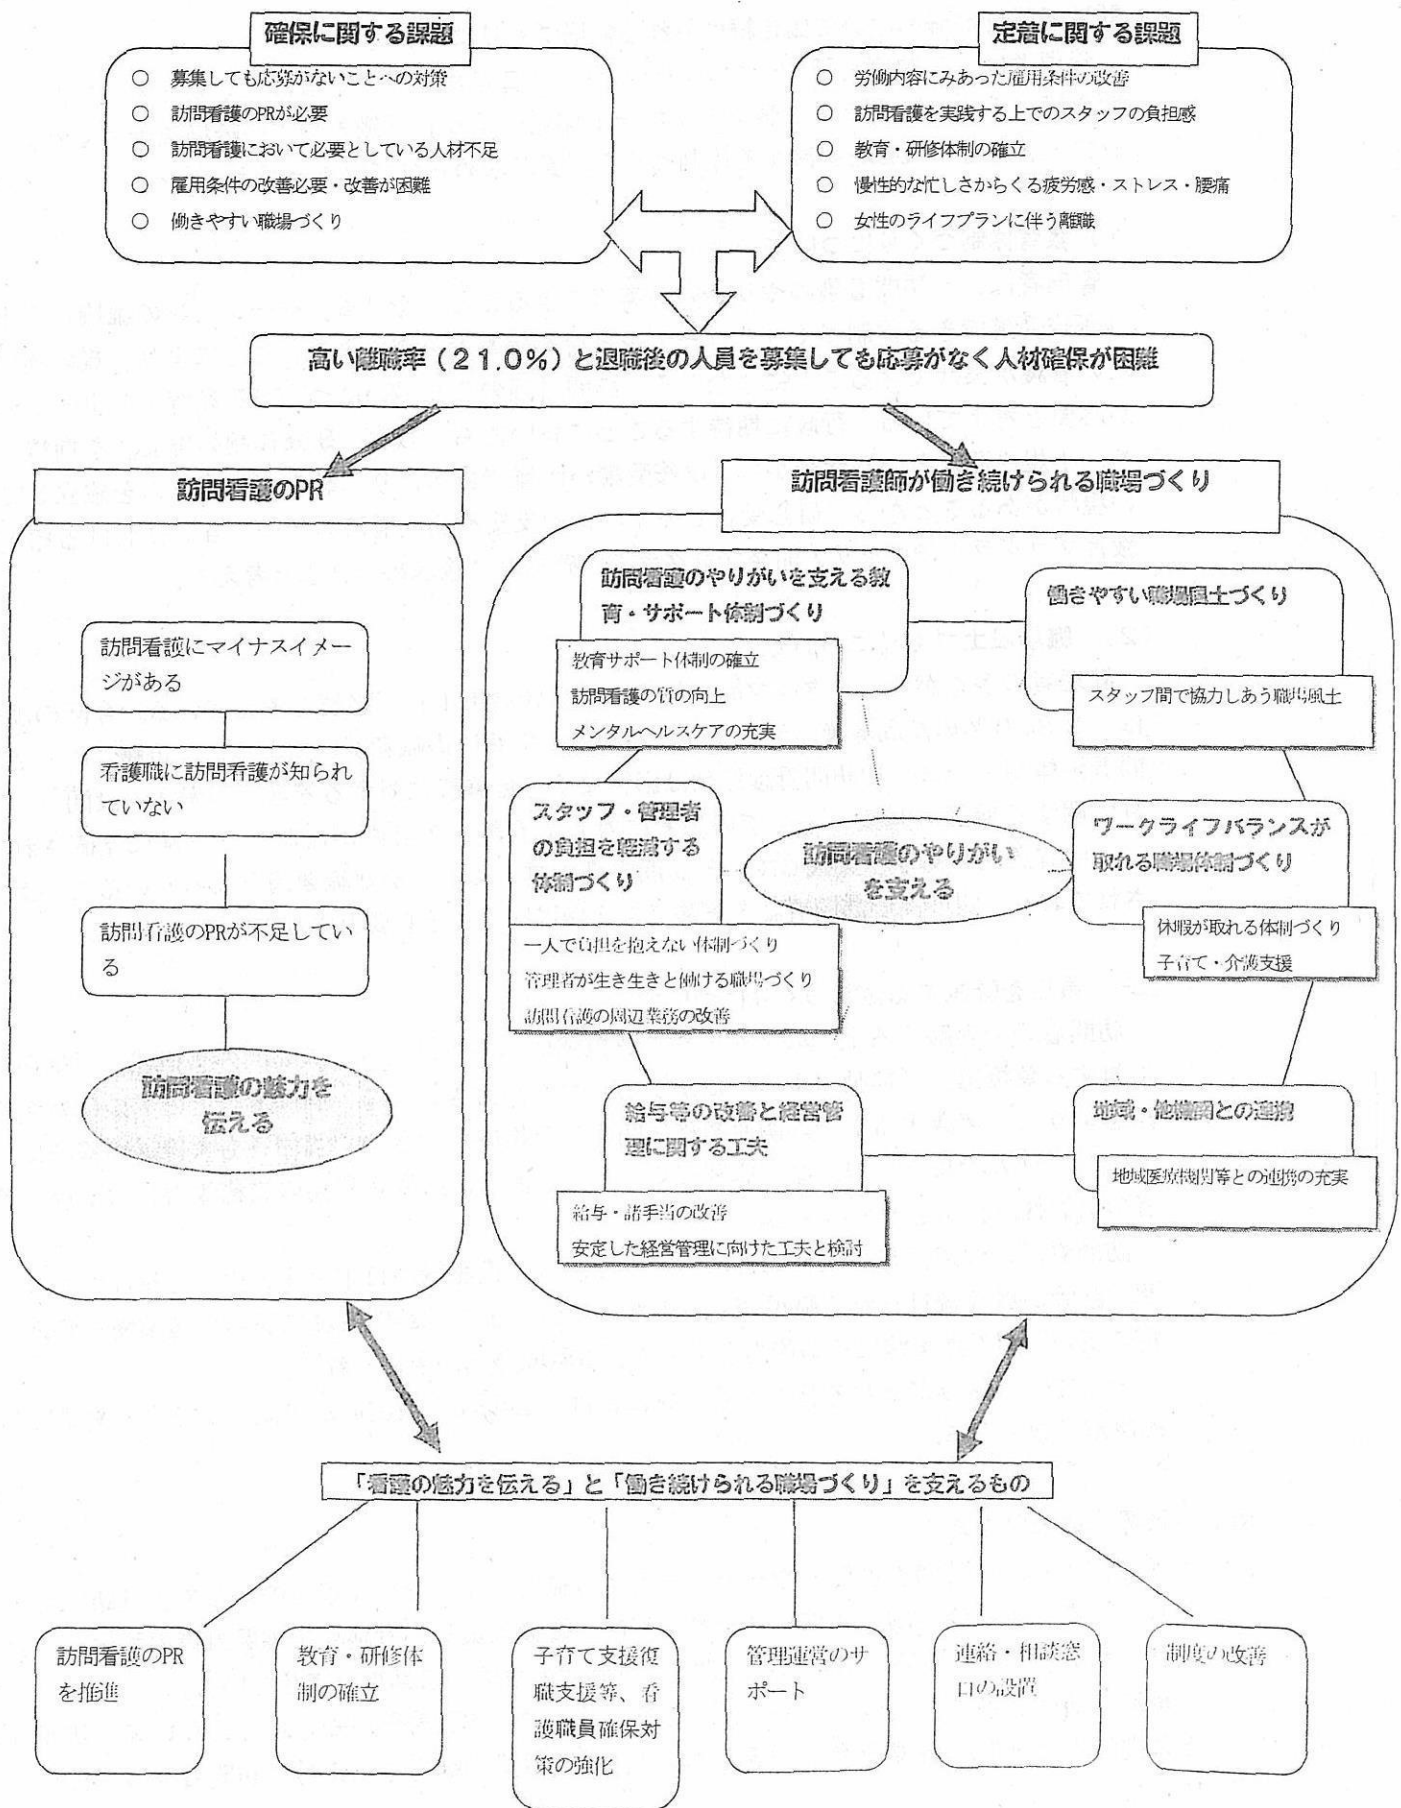 確保に関する課題
○ 募集しても応募がないことへの対策
○ 訪問看護のPRが必要
○ 訪問看護において必要としている人材不足
○ 雇用条件の改善必要・改善が困難
○ 働きやすい職場づくり
定着に関する課題
○ 労働内容にみあった雇用条件の改善
○ 訪問看護を実践する上でのスタッフの負担感
○ 教育・研修体制の確立
○ 慢性的な忙しさからくる疲労感・ストレス・腰痛
○ 女性のライフプランに伴う離職
高い離職率（21.0%）と退職後の人員を募集しても応募がなく人材確保が困難
訪問看護のPR
訪問看護にマイナスイメー
ジがある
看護職に訪問看護が知られ
ていない
訪問看護のPRが不足してい
る
訪問看護の魅力を
伝える
訪問看護師が働き続けられる職場づくり
訪問看護のやりがいを支える教
育・サポート体制づくり
教育サポート体制の確立
訪問看護の質の向上
メンタルヘルスケアの充実
働きやすい職場風土づくり
スタッフ間で協力しあう職場風土
スタッフ・管理者
の負担を軽減する
体制づくり
一人で負担を抱えない体制づくり
管理者が生き生きと働ける職場づくり
訪問看護の周辺業務の改善
訪問看護のやりがい
を支える
ワークライフバランスが
取れる職場体制づくり
休暇が取れる体制づくり
子育て・介護支援
給与等の改善と経営管
理に関する工夫
給与・諸手当の改善
安定した経営管理に向けた工夫と検討
地域・他機関との連携
地域医療機関等との連携の充実
「看護の魅力を伝える」と「働き続けられる職場づくり」を支えるもの
訪問看護のPR
を推進
教育・研修体
制の確立
子育て支援復
職支援等、看
護職員確保対
策の強化
管理運営のサ
ポート
連絡・相談窓
口の設置
制度の改善